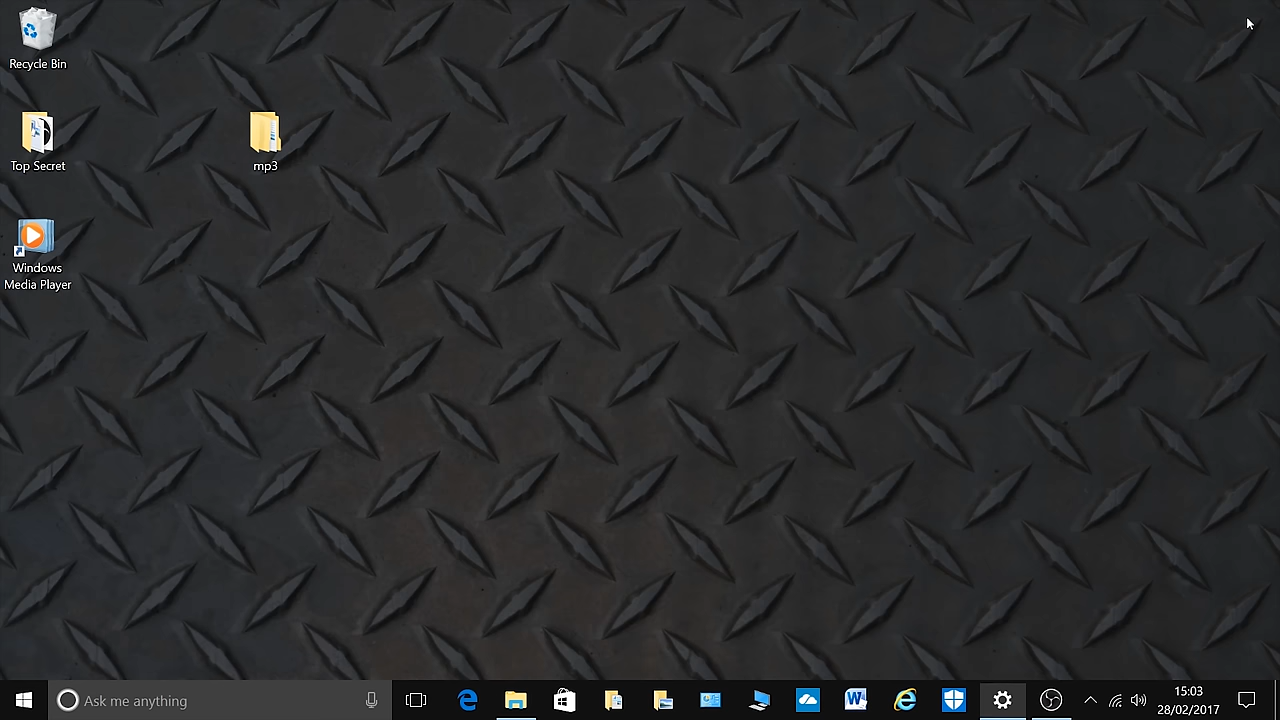 Recycle Bin
Top Secret
mp3
Windows
Media Player
Ask me anything
15:03
28/02/2017